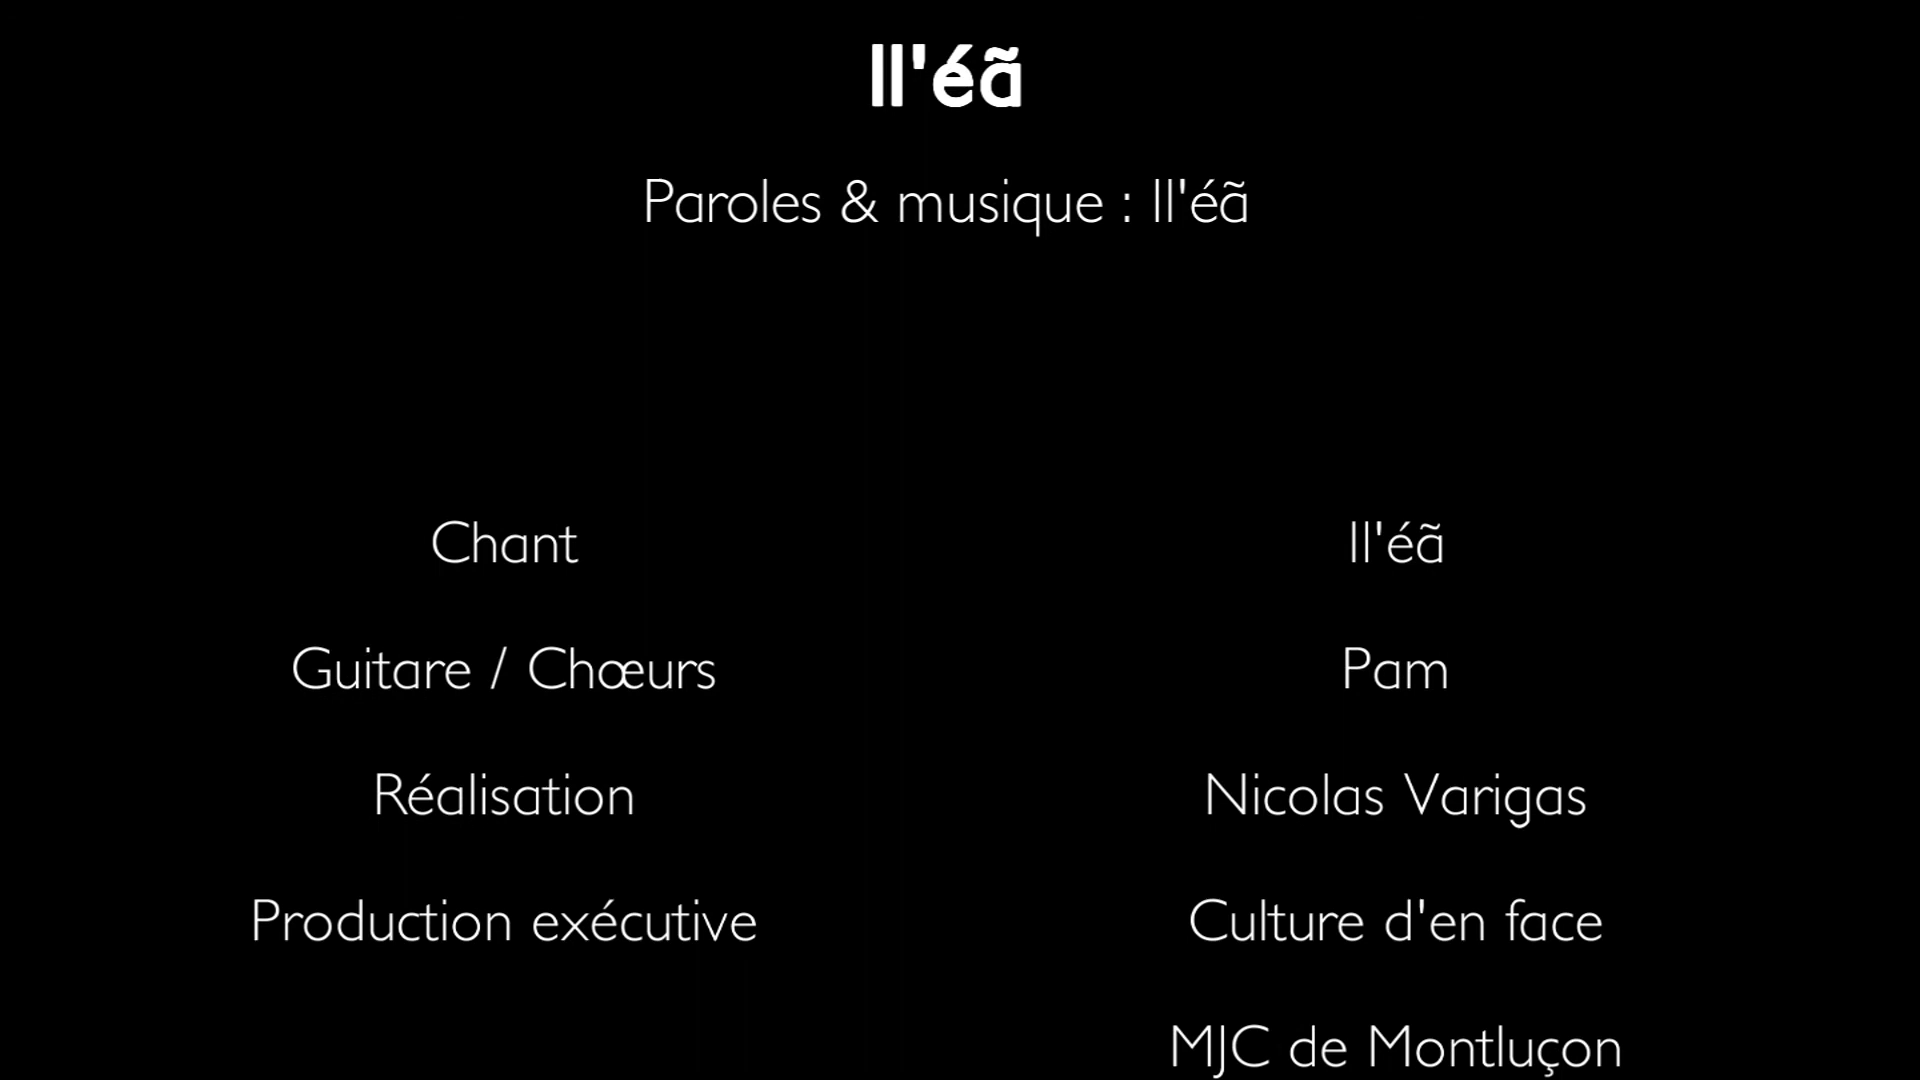 Il'éã
Paroles & musique : Il'éã
Chant Il'éã
Guitare / Chœurs Pam
Réalisation Nicolas Varigas
Production exécutive Culture d'en face
MJC de Montluçon